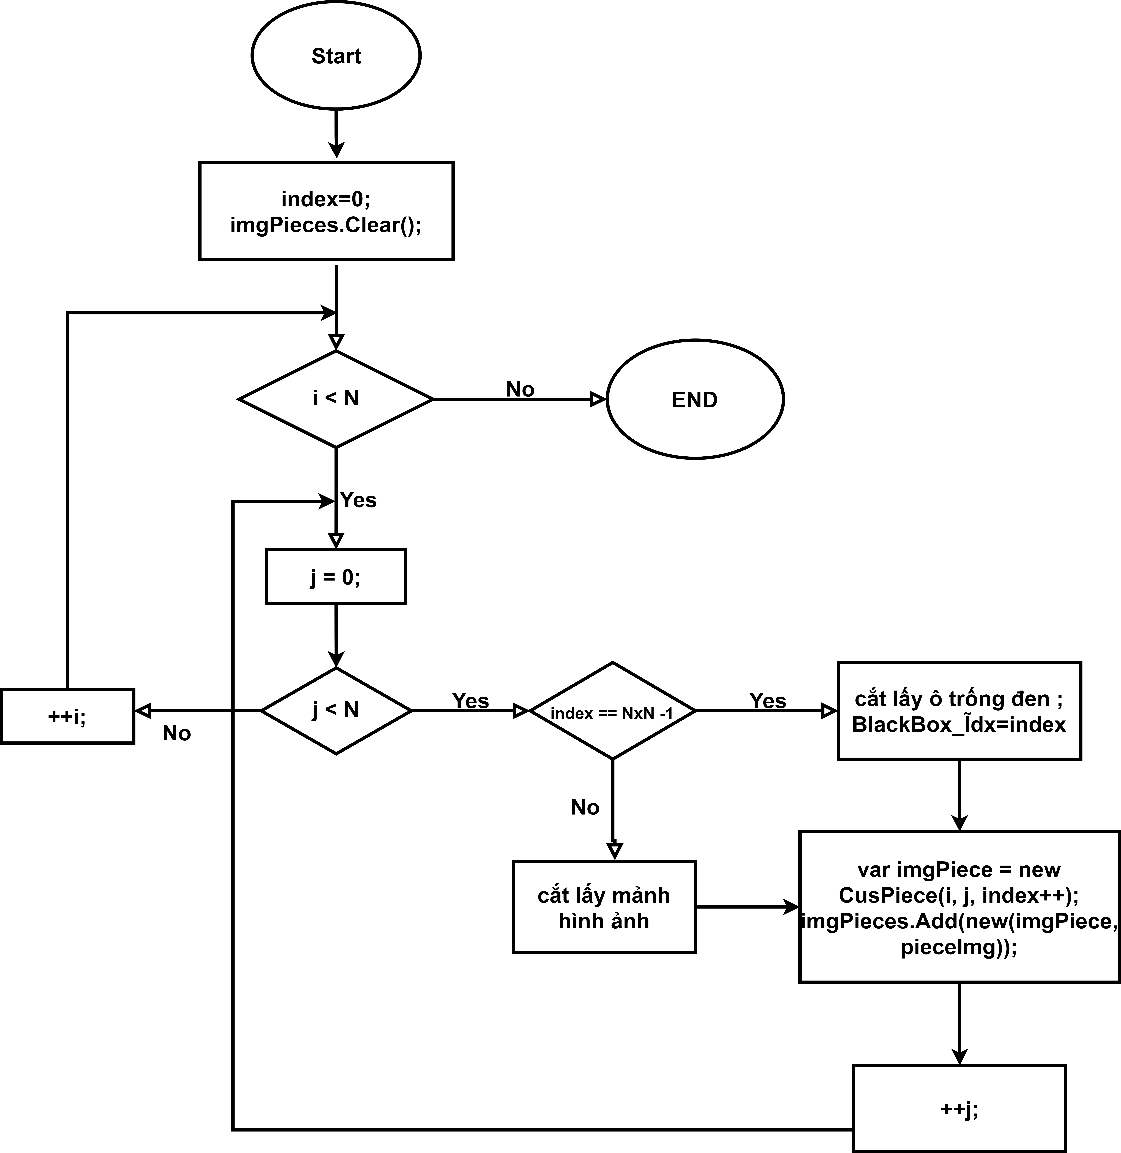 Start
index=0;
imgPieces.Clear();
i < N
No
END
Yes
j = 0;
++i;
No
j < N
Yes
index == NxN -1
Yes
cắt lấy ô trống đen ;
BlackBox_Ĩdx=index
No
cắt lấy mảnh
hình ảnh
var imgPiece = new
CusPiece(i, j, index++);
imgPieces.Add(new(imgPiece,
pieceImg));
++j;